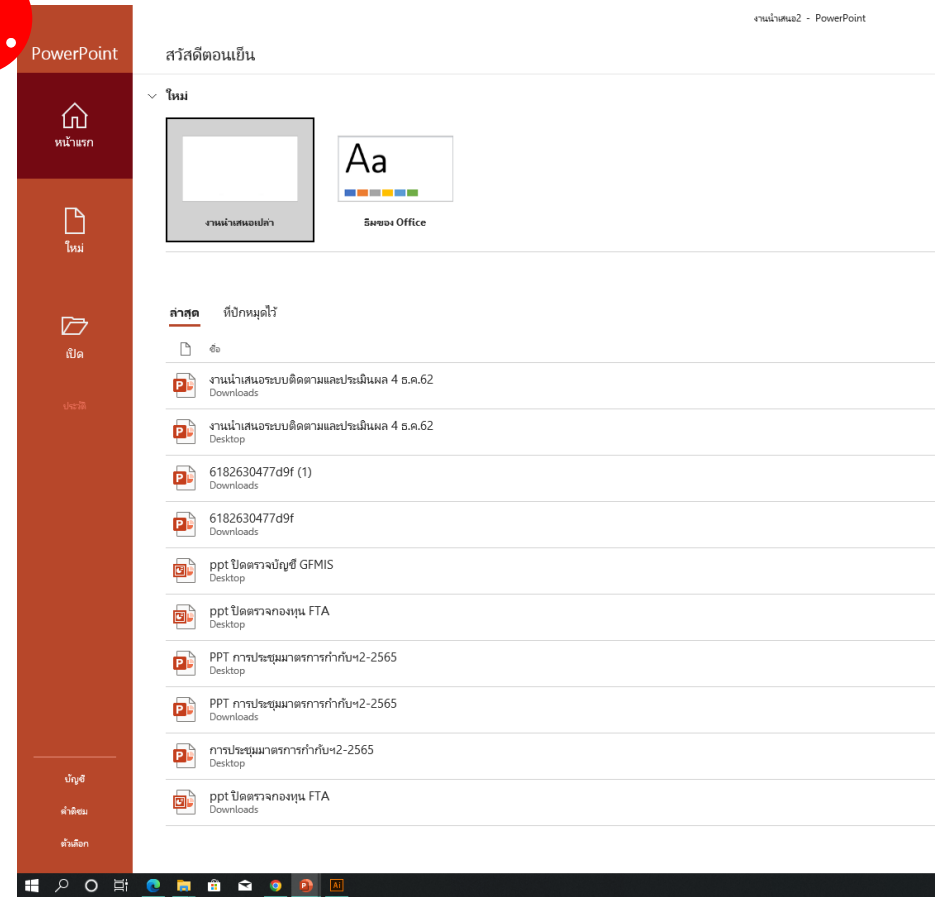 งานนำเสนอ2 - PowerPoint
PowerPoint
สวัสดีตอนเย็น
ใหม่
หน้าแรก
Aa
งานนำเสนอเปล่า
ธีมของ Office
ใหม่
ล่าสุด ที่ปักหมุดไว้
เปิด
ชื่อ
งานนำเสนอระบบติดตามและประเมินผล 4 ธ.ค.62
Downloads
ประวัติ
งานนำเสนอระบบติดตามและประเมินผล 4 ธ.ค.62
Desktop
6182630477d9f (1)
Downloads
6182630477d9f
Downloads
ppt ปิดตรวจบัญชี GFMIS
Desktop
ppt ปิดตรวจกองทุน FTA
Desktop
PPT การประชุมมาตรการกำกับฯ2-2565
Desktop
PPT การประชุมมาตรการกำกับฯ2-2565
Downloads
การประชุมมาตรการกำกับฯ2-2565
Desktop
ppt ปิดตรวจกองทุน FTA
Downloads
บัญชี
คำติชม
ตัวเลือก
Ai